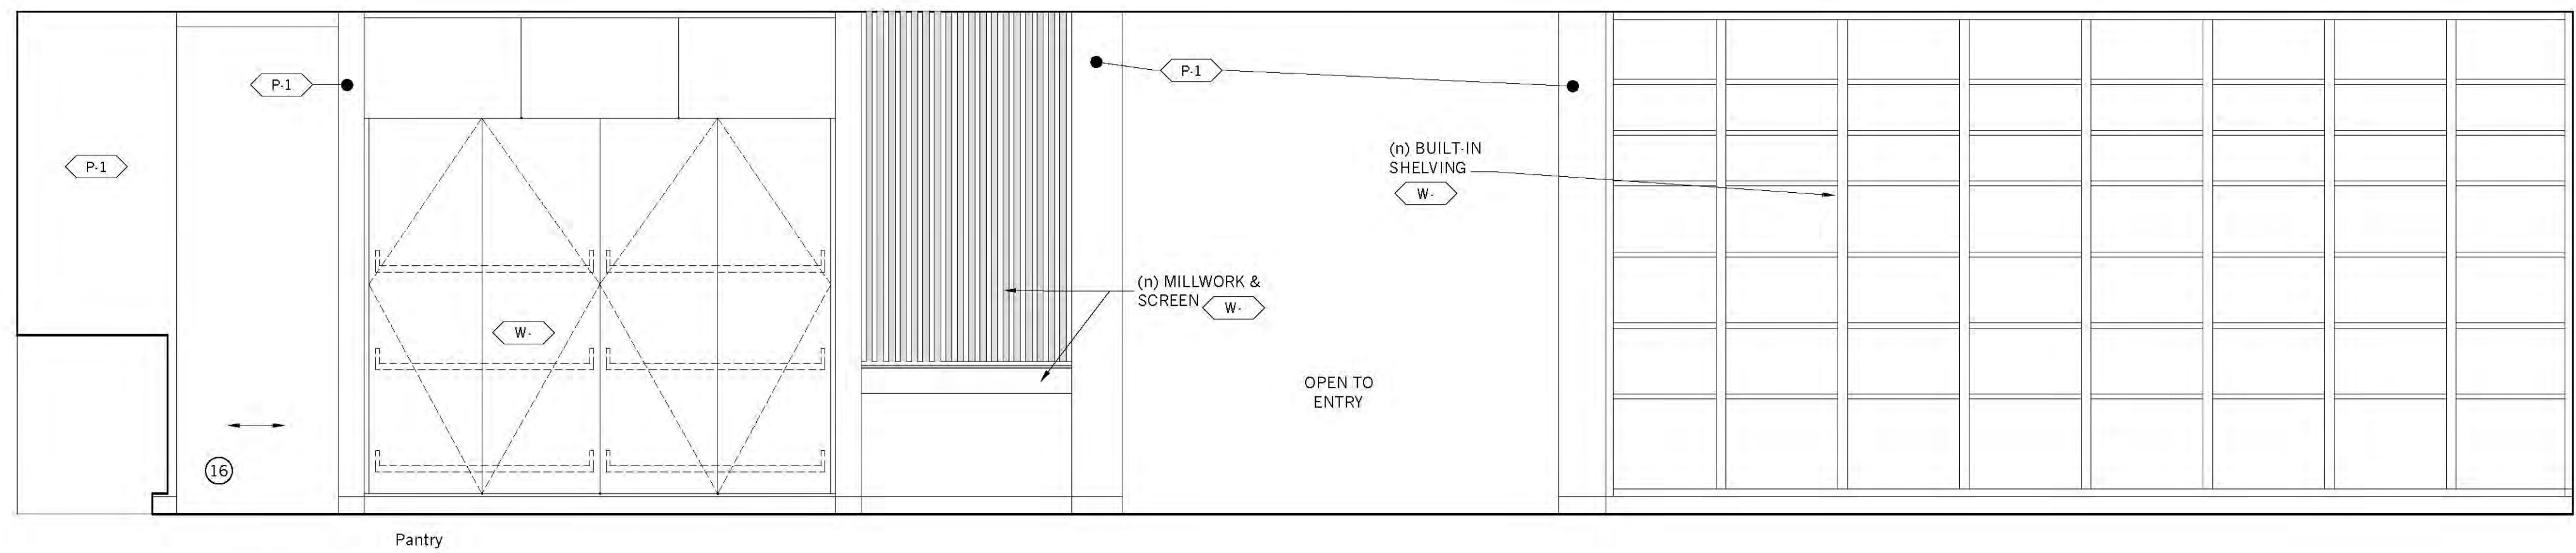 P-1
P-1
P-1
(n) BUILT-IN
SHELVING
W-
(n) MILLWORK &
SCREEN
W-
W-
OPEN TO
ENTRY
16
Pantry